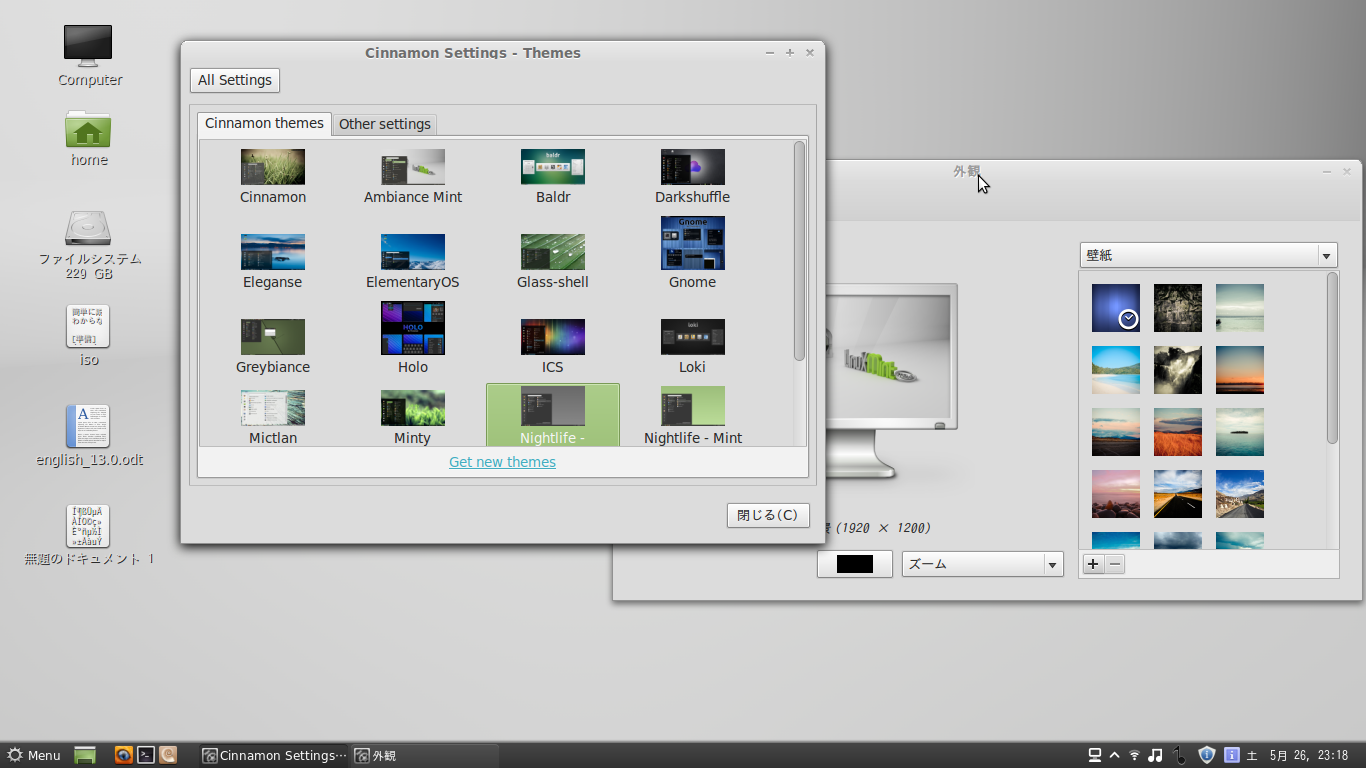 Computer
home
ファイルシステム
229 GB
iso
english_13.0.odt
無題のドキュメント 1
Cinnamon Settings - Themes
All Settings
Cinnamon themes
Other settings
Cinnamon
Ambiance Mint
Baldr
Darkshuffle
Eleganse
ElementaryOS
Glass-shell
Gnome
Greybiance
Holo
ICS
Loki
Mictlan
Minty
Nightlife -
Nightlife - Mint
Get new themes
閉じる(C)
外観
壁紙
(1920 × 1200)
ズーム
Menu
Cinnamon Settings…
外観
土 5月 26, 23:18